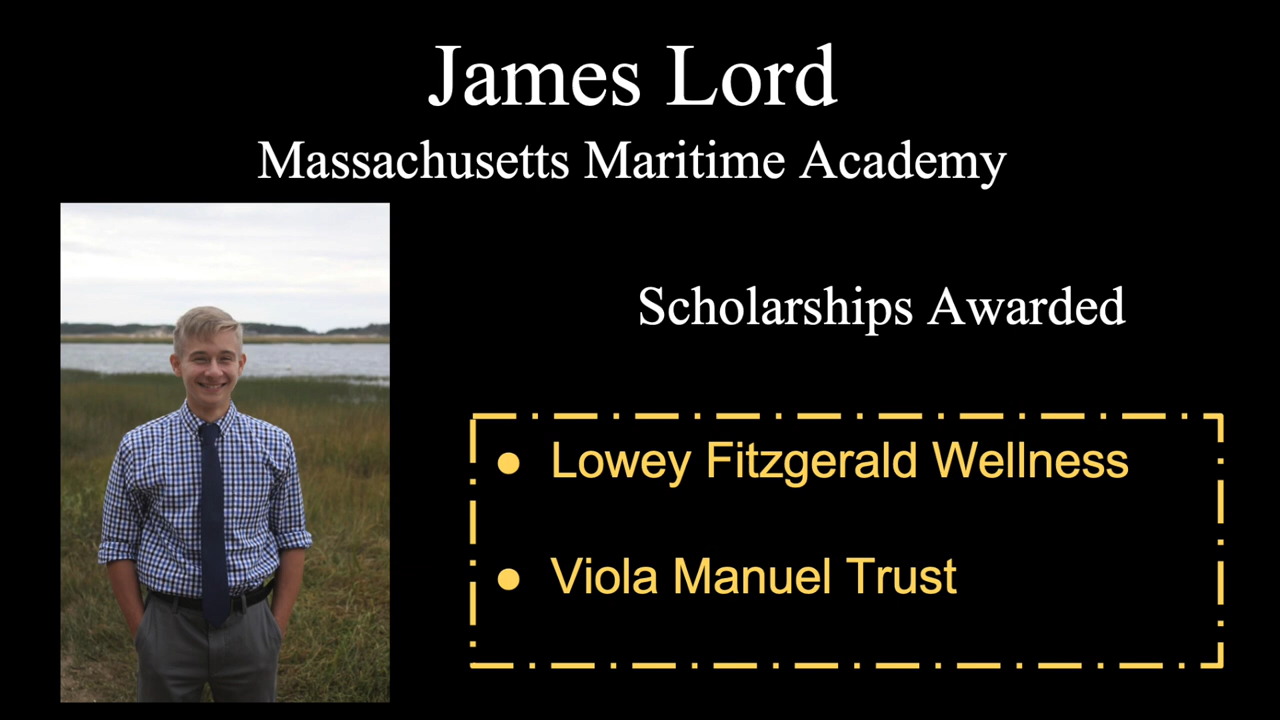 James Lord
Massachusetts Maritime Academy
Scholarships Awarded
● Lowey Fitzgerald Wellness
● Viola Manuel Trust